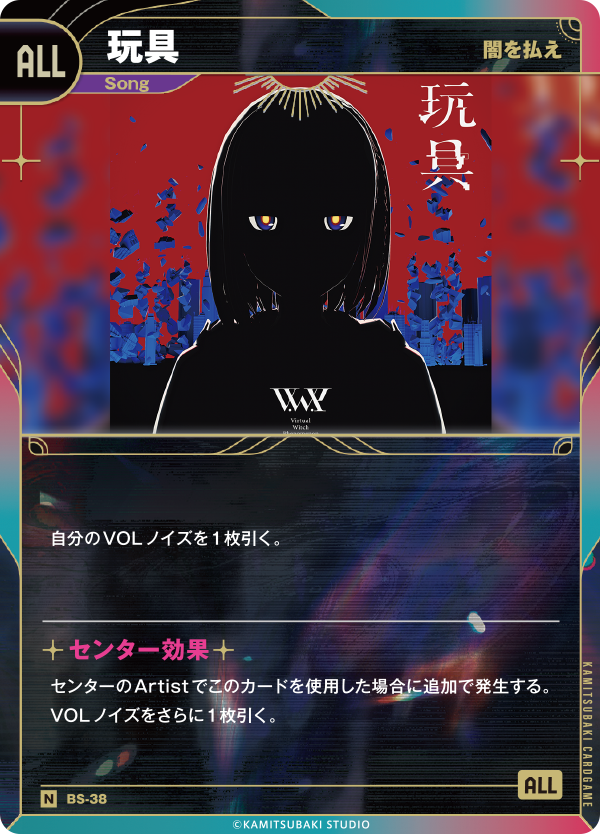 ALL
玩具
闇を払え
Song
玩具
V.W.P
Virtual
Witch
自分のVOLノイズを1枚引く。
センター効果
センターのArtistでこのカードを使用した場合に追加で発生する。
VOLノイズをさらに1枚引く。
KAMITSUBAKI CARDGAME
N BS-38
ALL
©KAMITSUBAKI STUDIO